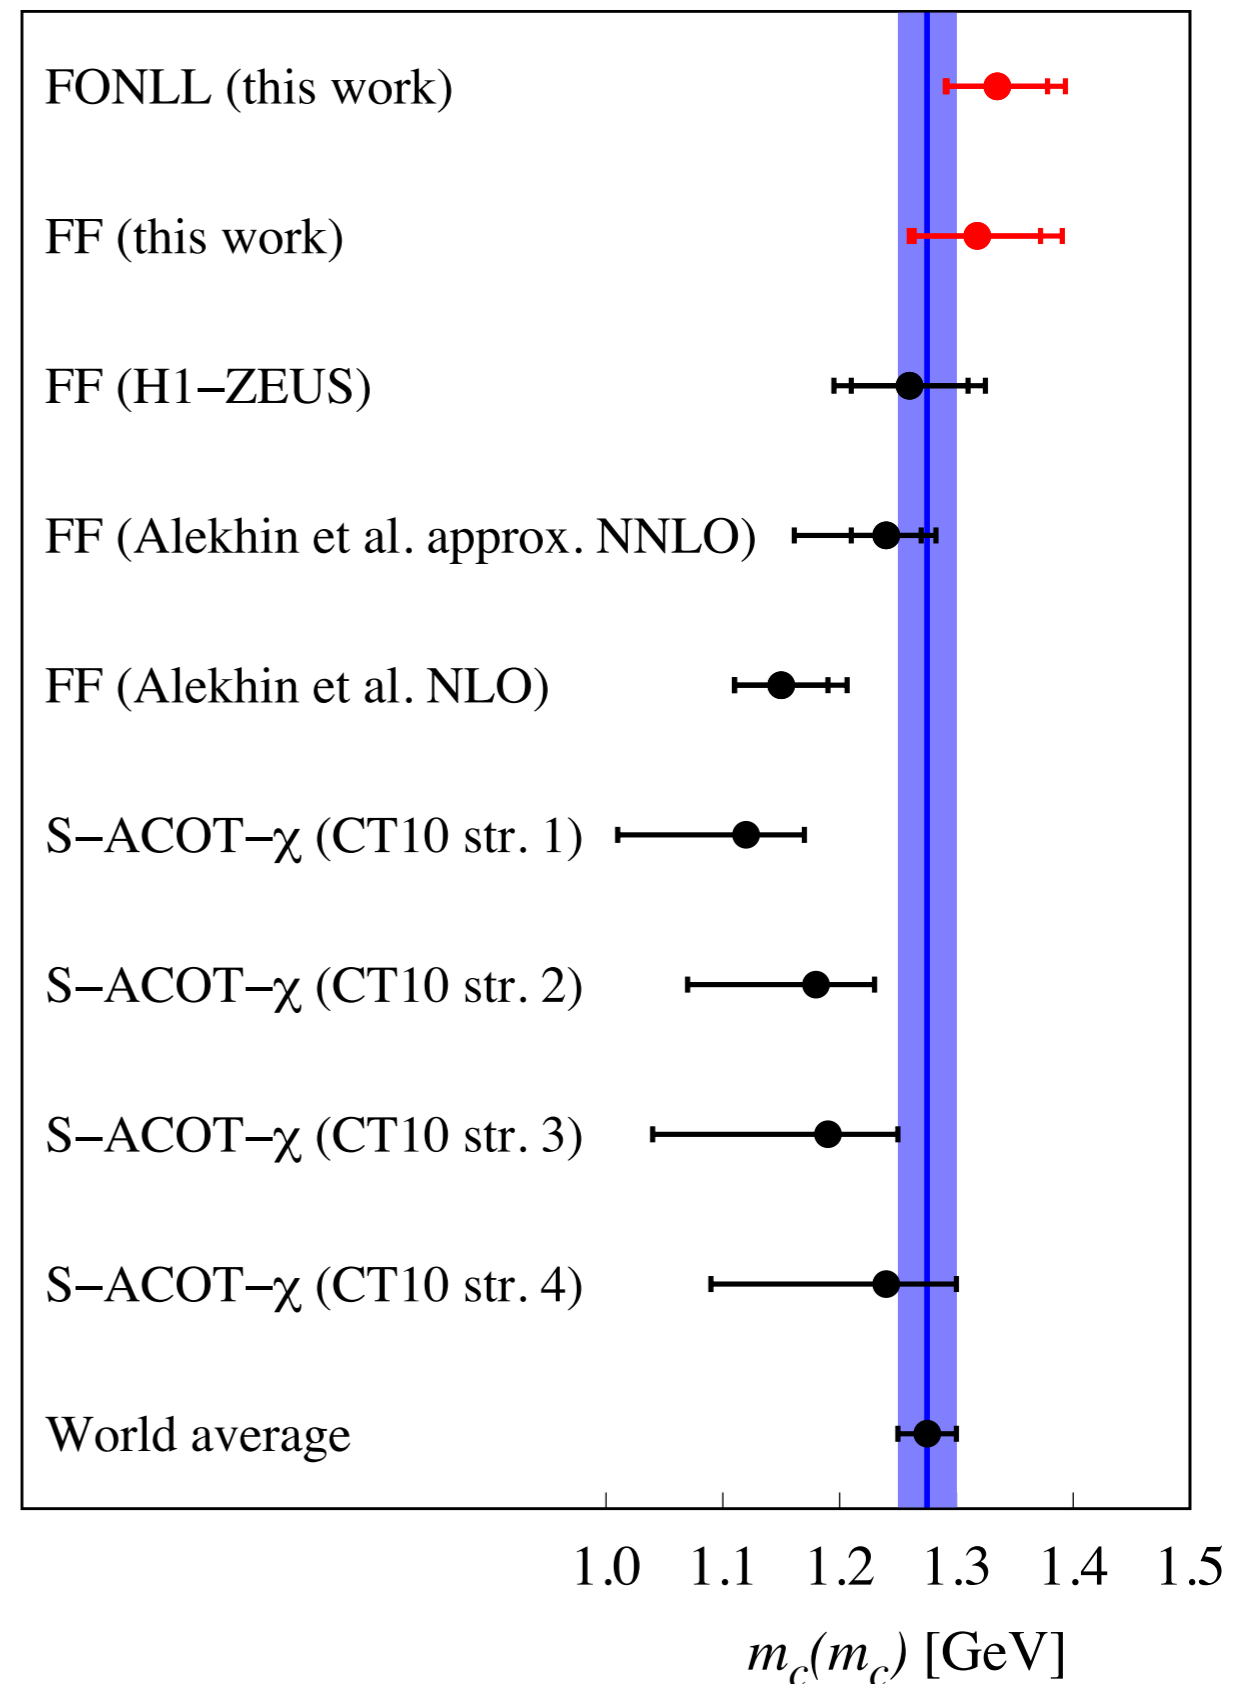 FONLL (this work)
FF (this work)
FF (H1−ZEUS)
FF (Alekhin et al. approx. NNLO)
FF (Alekhin et al. NLO)
S−ACOT−χ (CT10 str. 1)
S−ACOT−χ (CT10 str. 2)
S−ACOT−χ (CT10 str. 3)
S−ACOT−χ (CT10 str. 4)
World average
1.0 1.1 1.2 1.3 1.4 1.5
m_c(m_c) [GeV]